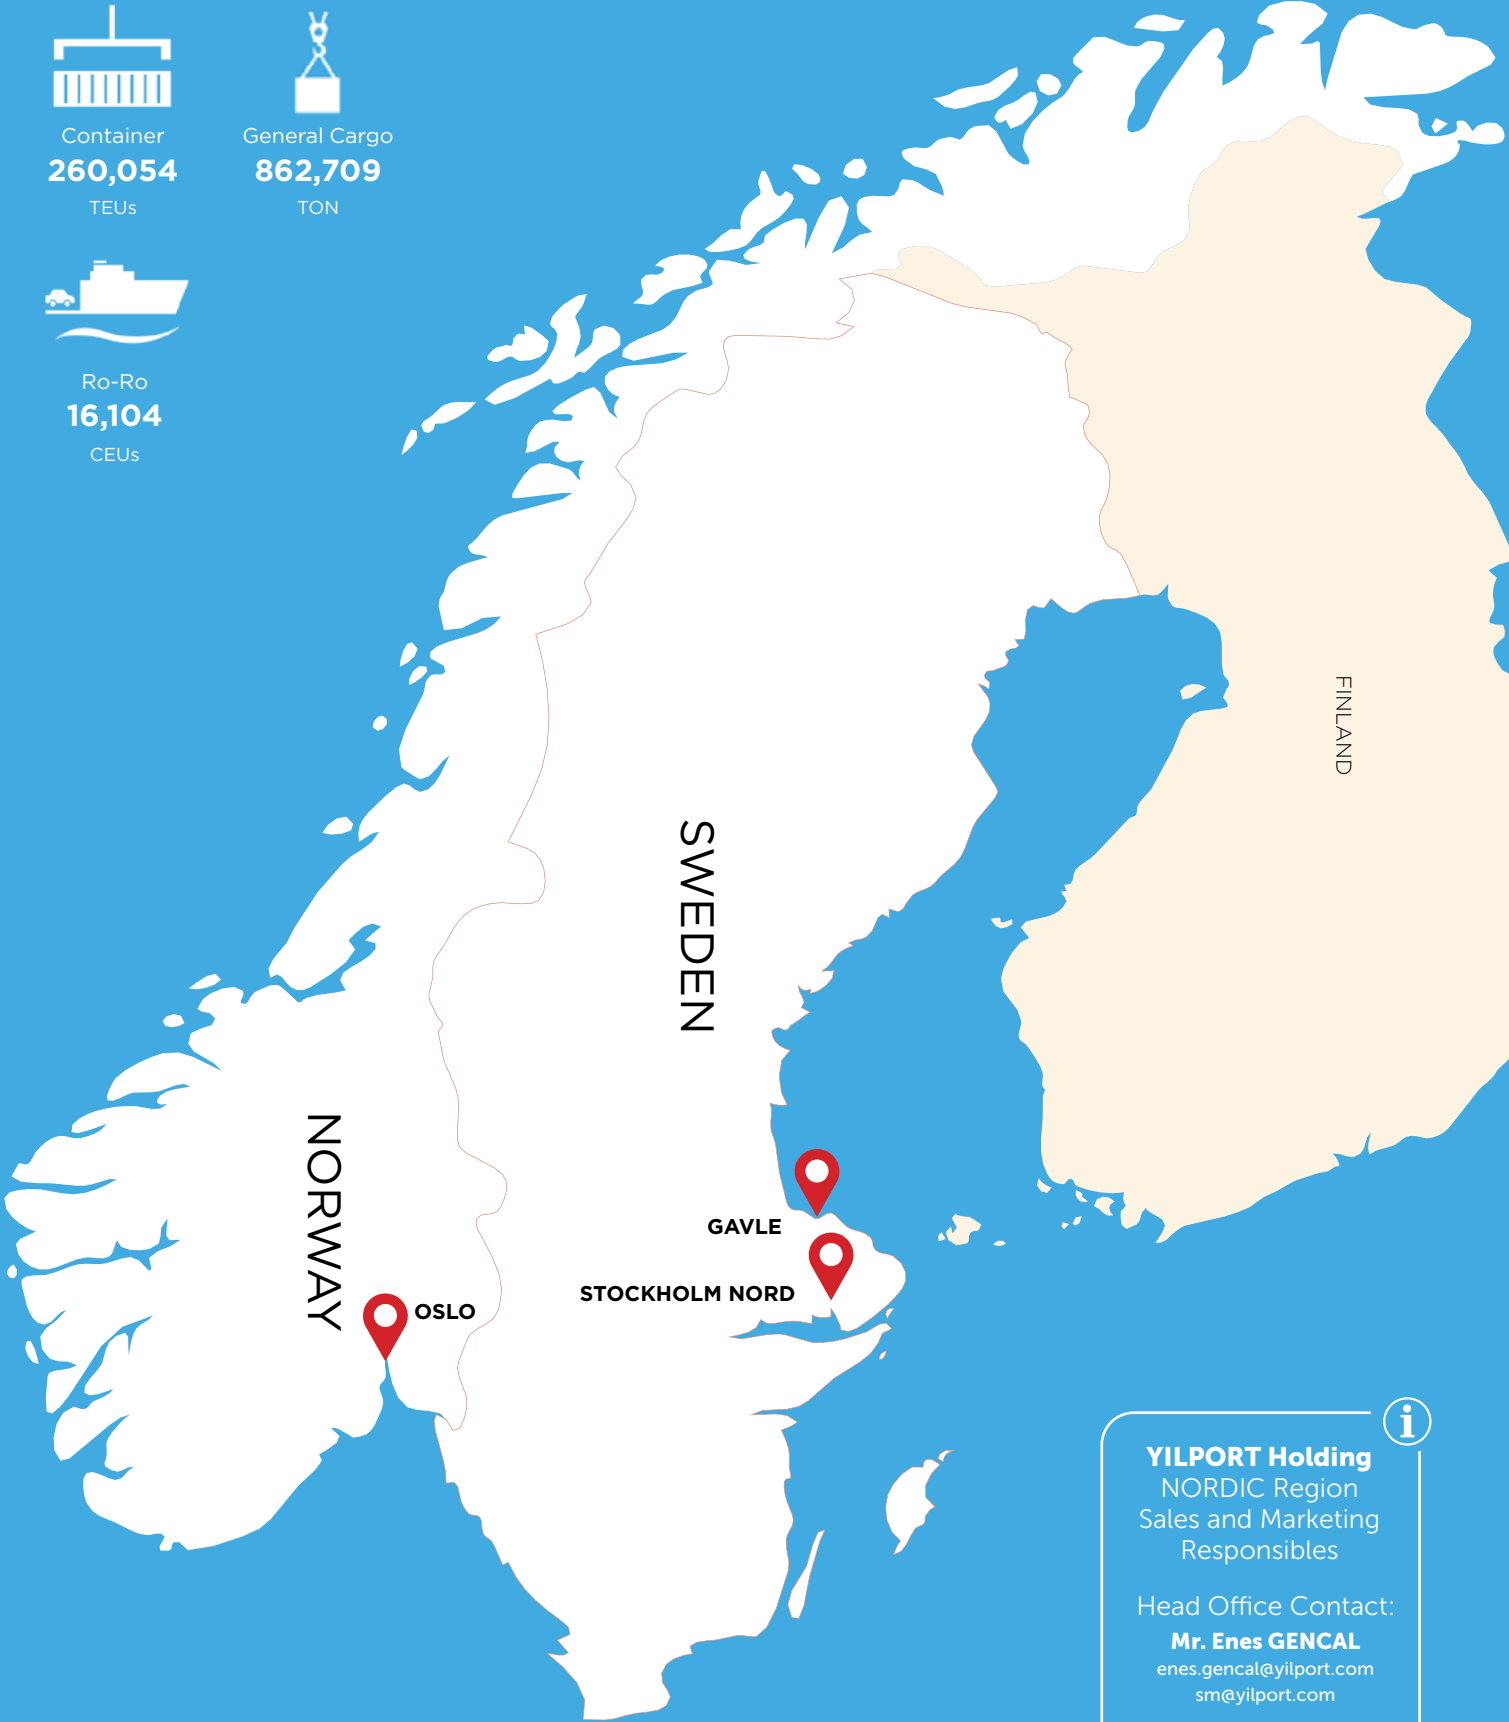 Container
260,054
TEUs
General Cargo
862,709
TON
Ro-Ro
16,104
CEUs
FINLAND
SWEDEN
NORWAY
GAVLE
STOCKHOLM NORD
OSLO
i
YILPORT Holding
NORDIC Region
Sales and Marketing
Responsibles
Head Office Contact:
Mr. Enes GENCAL
enes.gencal@yilport.com
sm@yilport.com